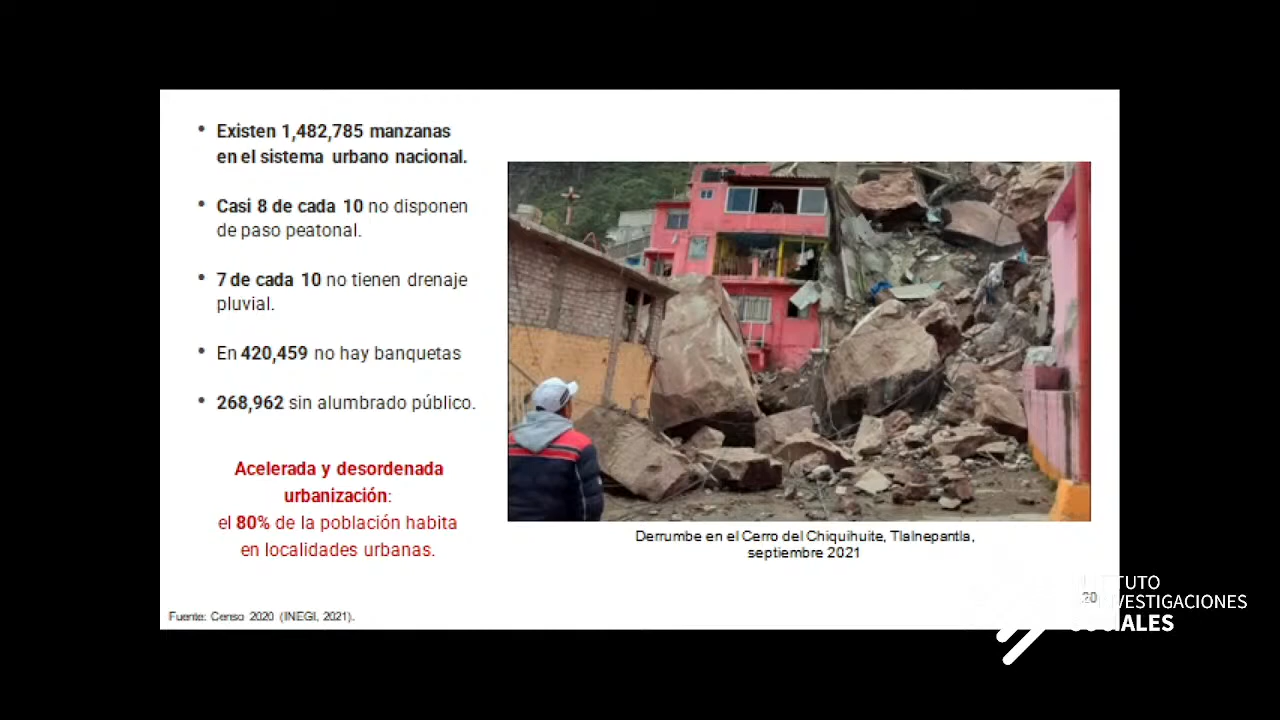 • Existen 1,482,785 manzanas
en el sistema urbano nacional.
• Casi 8 de cada 10 no disponen
de paso peatonal.
• 7 de cada 10 no tienen drenaje
pluvial.
• En 420,459 no hay banquetas
• 268,962 sin alumbrado público.
Acelerada y desordenada
urbanización:
el 80% de la población habita
en localidades urbanas.
Fuente: Censo 2020 (INEGI, 2021).
Derrumbe en el Cerro del Chiquihuite, Tlalnepantla,
septiembre 2021
20